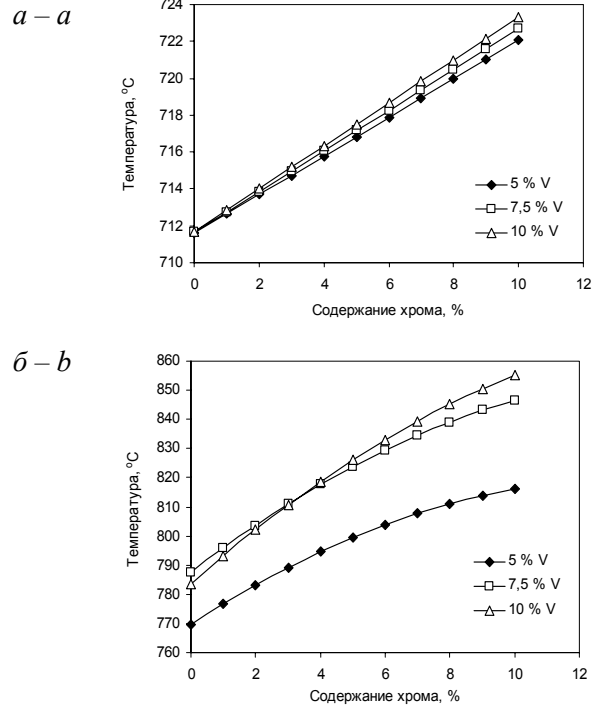 а – a
724
722
720
718
716
714
712
710
Температура, °C
0 2 4 6 8 10 12
Содержание хрома, %
5 % V
7,5 % V
10 % V
б – b
860
850
840
830
820
810
800
790
780
770
760
Температура, °C
0 2 4 6 8 10 12
Содержание хрома, %
5 % V
7,5 % V
10 % V